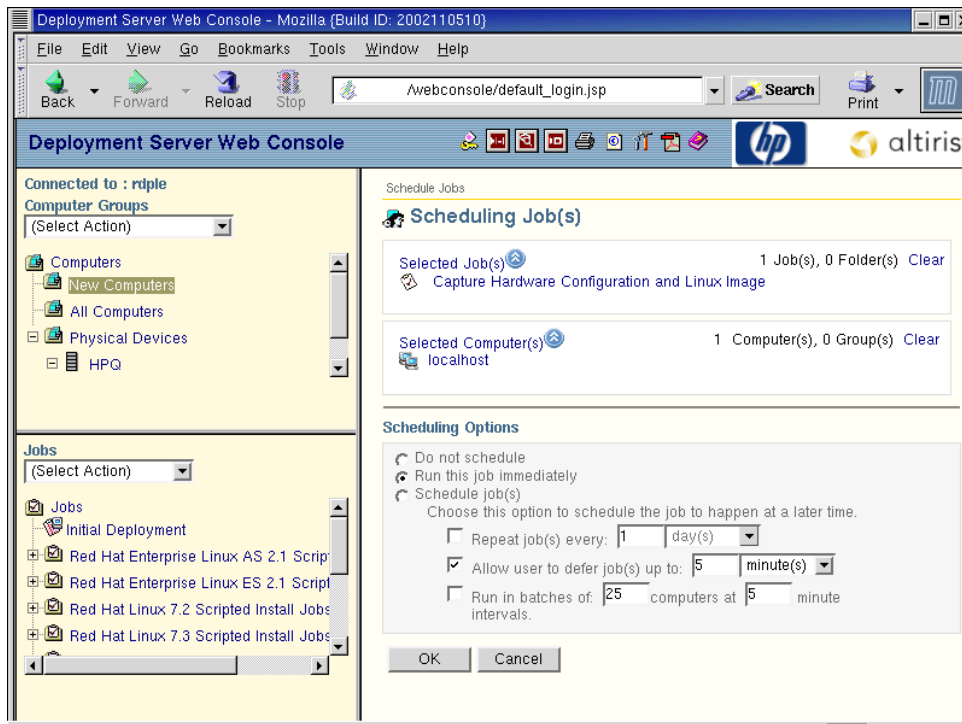 Deployment Server Web Console - Mozilla {Build ID: 2002110510}
File Edit View Go Bookmarks Tools Window Help
Back Forward Reload Stop /webconsole/default_login.jsp Search Print
Deployment Server Web Console hp altiris
Connected to : rdple
Computer Groups
(Select Action)
Computers
New Computers
All Computers
Physical Devices
HPQ
Jobs
(Select Action)
Jobs
Initial Deployment
Red Hat Enterprise Linux AS 2.1 Script
Red Hat Enterprise Linux ES 2.1 Script
Red Hat Linux 7.2 Scripted Install Jobs
Red Hat Linux 7.3 Scripted Install Jobs
Schedule Jobs
Scheduling Job(s)
Selected Job(s) 1 Job(s), 0 Folder(s) Clear
Capture Hardware Configuration and Linux Image
Selected Computer(s) 1 Computer(s), 0 Group(s) Clear
localhost
Scheduling Options
Do not schedule
Run this job immediately
Schedule job(s)
Choose this option to schedule the job to happen at a later time.
Repeat job(s) every: 1 day(s)
Allow user to defer job(s) up to: 5 minute(s)
Run in batches of: 25 computers at 5 minute
intervals.
OK Cancel